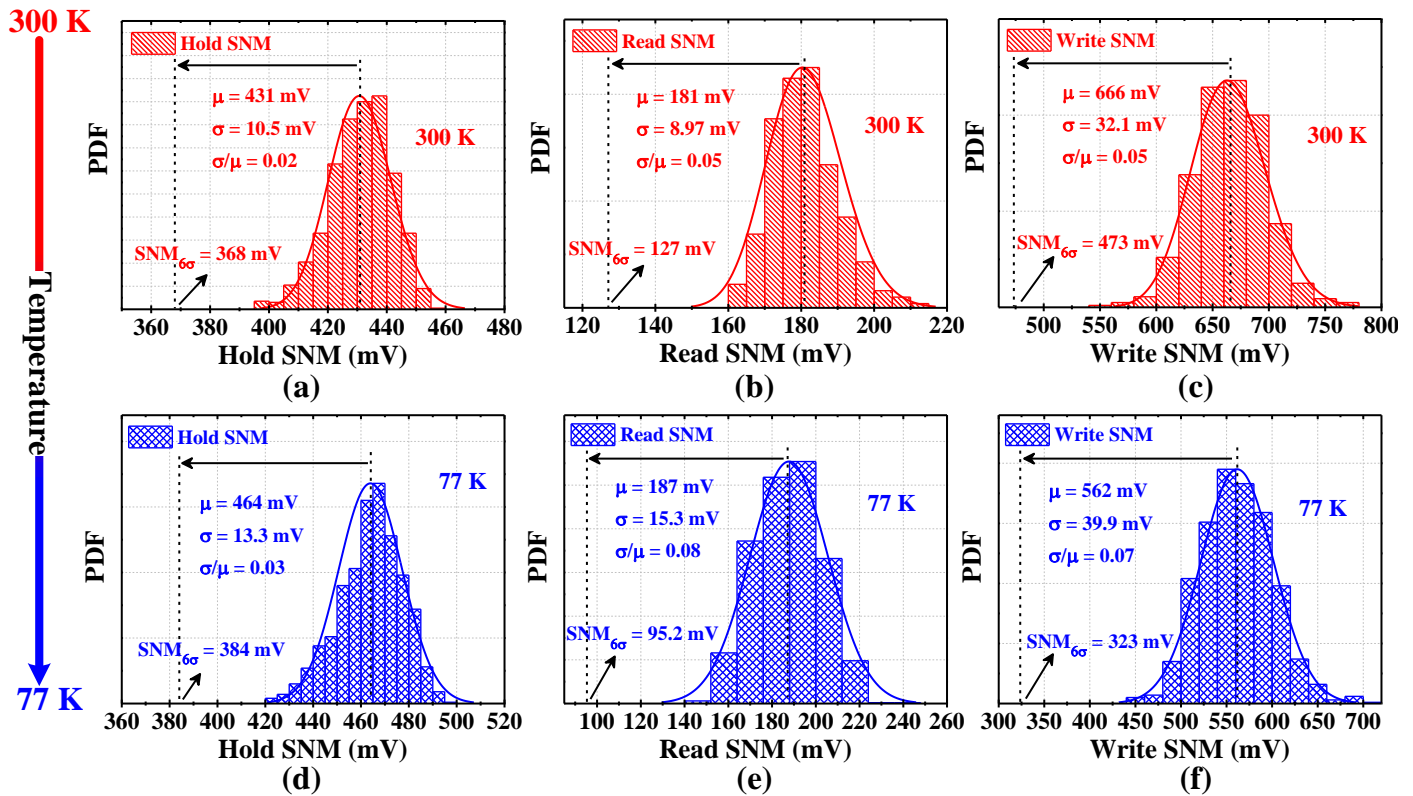 300 K
Temperature
77 K
Hold SNM
μ = 431 mV
σ = 10.5 mV
σ/μ = 0.02
300 K
SNM6σ = 368 mV
PDF
360 390 420 450 480
Hold SNM (mV)
(a)
Read SNM
μ = 181 mV
σ = 8.97 mV
σ/μ = 0.05
300 K
SNM6σ = 127 mV
PDF
120 140 160 180 200 220
Read SNM (mV)
(b)
Write SNM
μ = 666 mV
σ = 32.1 mV
σ/μ = 0.05
300 K
SNM6σ = 473 mV
PDF
500 550 600 650 700 750 800
Write SNM (mV)
(c)
Hold SNM
77 K
μ = 464 mV
σ = 13.3 mV
σ/μ = 0.03
SNM6σ = 384 mV
PDF
360 380 400 420 440 460 480 500 520
Hold SNM (mV)
(d)
Read SNM
μ = 187 mV
77 K
σ = 15.3 mV
σ/μ = 0.08
SNM6σ = 95.2 mV
PDF
100 120 140 160 180 200 220 240 260
Read SNM (mV)
(e)
Write SNM
μ = 562 mV
77 K
σ = 39.9 mV
σ/μ = 0.07
SNM6σ = 323 mV
PDF
300 350 400 450 500 550 600 650 700
Write SNM (mV)
(f)